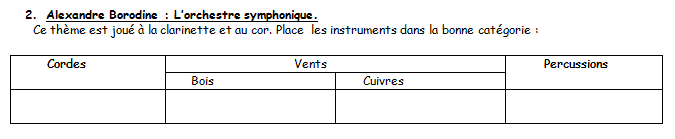 2. Alexandre Borodine : L'orchestre symphonique.
Ce thème est joué à la clarinette et au cor. Place les instruments dans la bonne catégorie :
Cordes Vents Percussions
Bois Cuivres